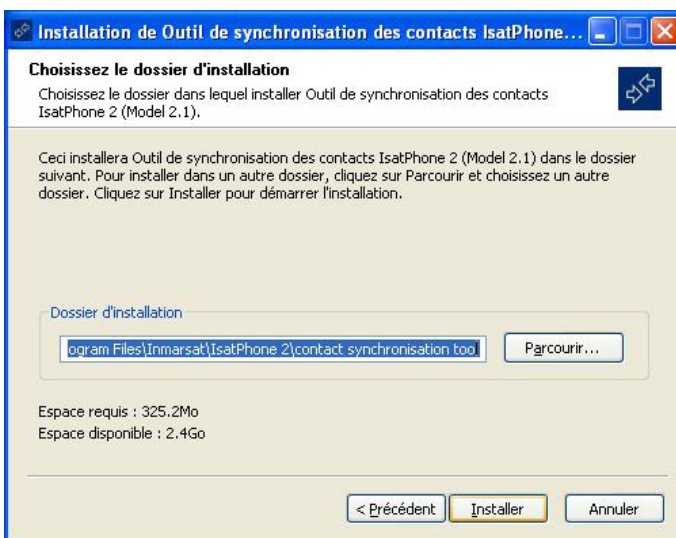 Installation de Outil de synchronisation des contacts IsatPhone...
Choisissez le dossier d'installation
Choisissez le dossier dans lequel installer Outil de synchronisation des contacts
IsatPhone 2 (Model 2.1).
Ceci installera Outil de synchronisation des contacts IsatPhone 2 (Model 2.1) dans le dossier
suivant. Pour installer dans un autre dossier, cliquez sur Parcourir et choisissez un autre
dossier. Cliquez sur Installer pour démarrer l'installation.
Dossier d'installation
ogram Files\Inmarsat\IsatPhone 2\contact synchronisation tool
Parcourir...
Espace requis : 325.2Mo
Espace disponible : 2.4Go
< Précédent
Installer
Annuler